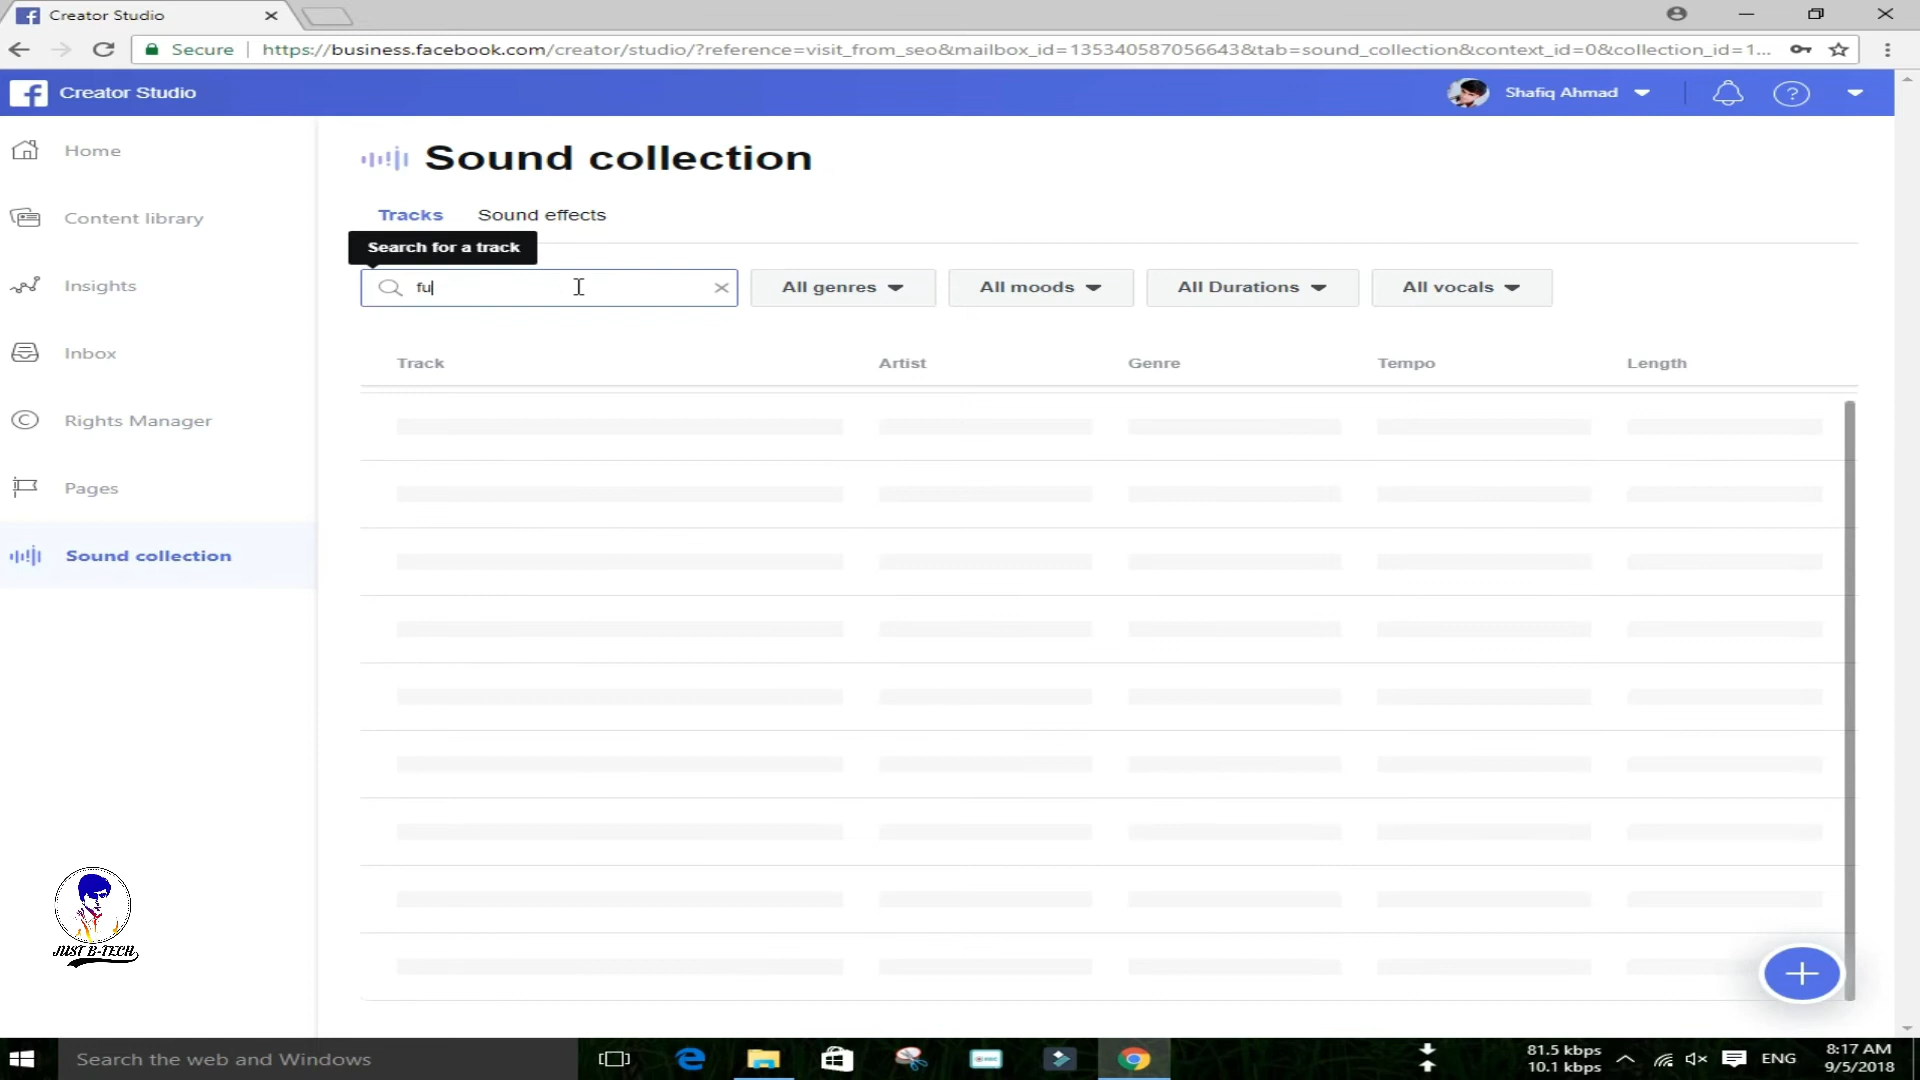 Creator Studio
Secure https://business.facebook.com/creator/studio/?reference=visit_from_seo&mailbox_id=135340587056643&tab=sound_collection&context_id=0&collection_id=1...
Creator Studio
Shafiq Ahmad
?
Home
Content library
Insights
Inbox
Rights Manager
Pages
Sound collection
Sound collection
Tracks Sound effects
Search for a track
fu
All genres All moods All Durations All vocals
Track Artist Genre Tempo Length
JUST B-TECH
Search the web and Windows
81.5 kbps
10.1 kbps
ENG
8:17 AM
9/5/2018